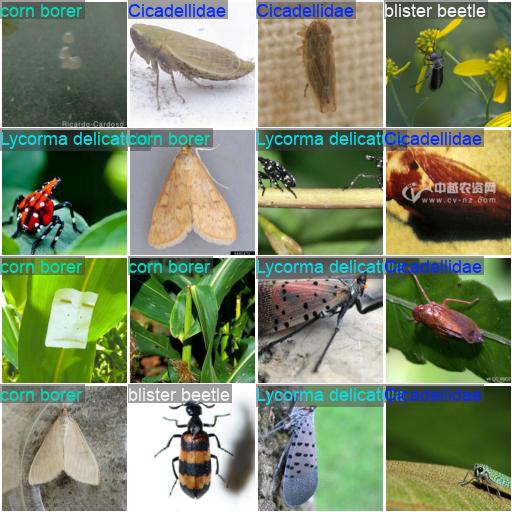 corn borer
Cicadellidae
Cicadellidae
blister beetle
Ricardo-Cardoso
Lycorma delicat
corn borer
Lycorma delicat
Cicadellidae
中越农资网
www.cv-nz.com
corn borer
corn borer
Lycorma delicat
Cicadellidae
corn borer
blister beetle
Lycorma delicat
Cicadellidae